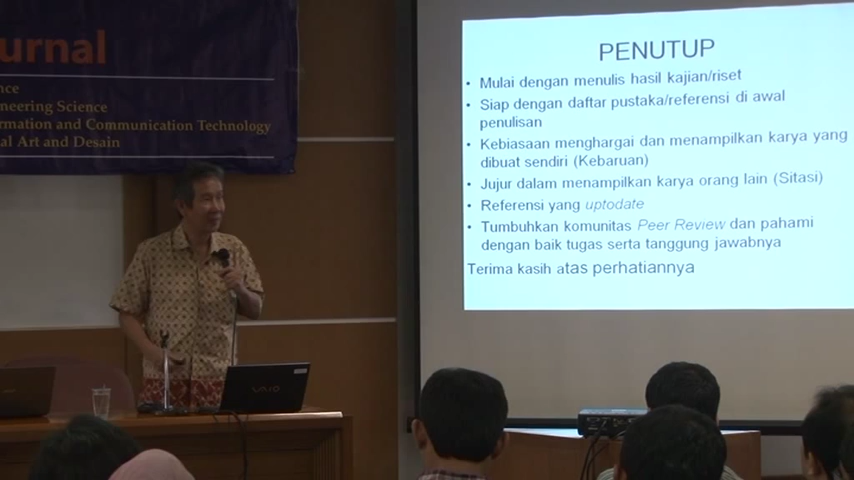 urnal
nce
ineering Science
rmation and Communication Technology
al Art and Desain
PENUTUP
• Mulai dengan menulis hasil kajian/riset
• Siap dengan daftar pustaka/referensi di awal
penulisan
• Kebiasaan menghargai dan menampilkan karya yang
dibuat sendiri (Kebaruan)
• Jujur dalam menampilkan karya orang lain (Sitasi)
• Referensi yang uptodate
• Tumbuhkan komunitas Peer Review dan pahami
dengan baik tugas serta tanggung jawabnya
Terima kasih atas perhatiannya
VAIO